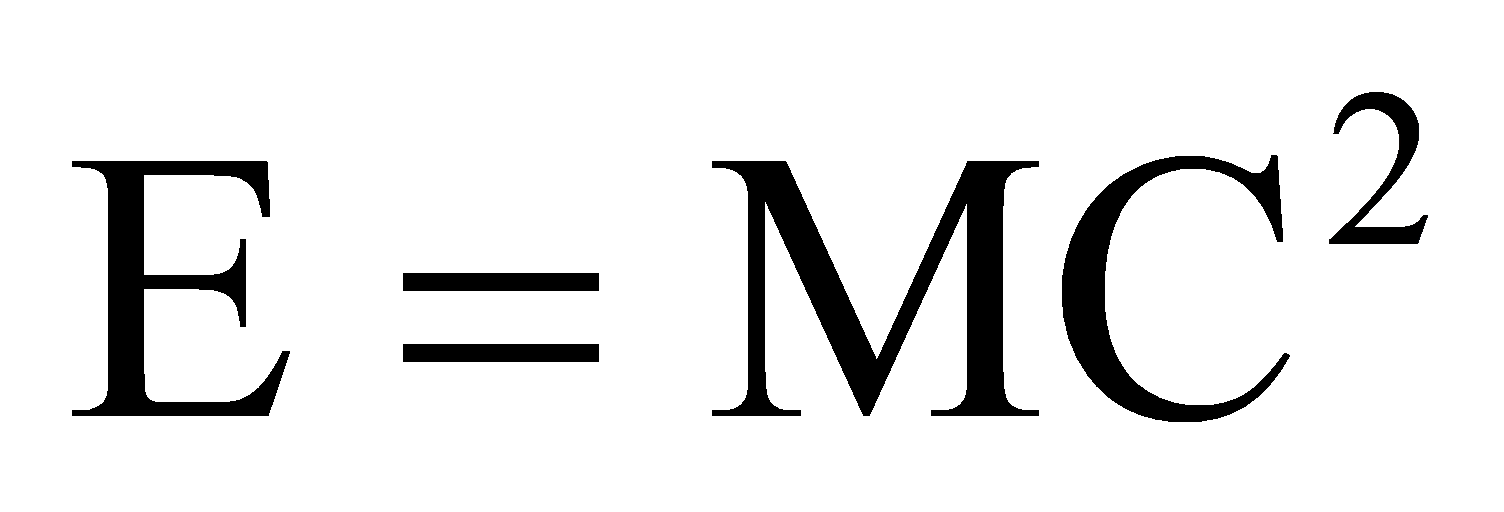 E = MC²